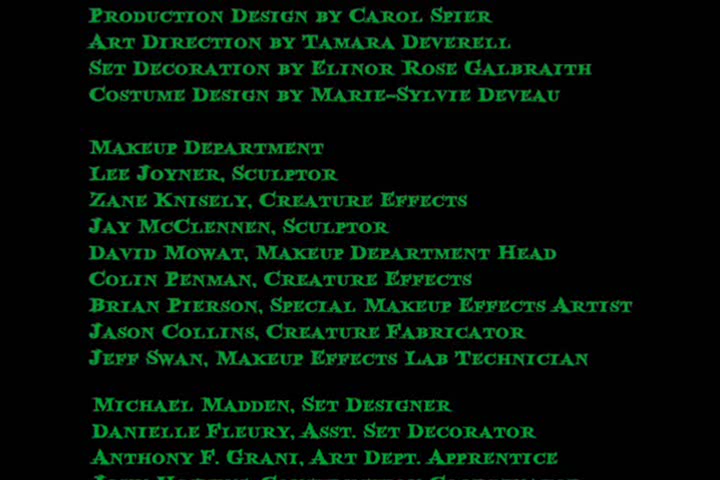 Production Design by Carol Spier
Art Direction by Tamara Deverell
Set Decoration by Elinor Rose Galbraith
Costume Design by Marie-Sylvie Deveau
Makeup Department
Lee Joyner, Sculptor
Zane Knisely, Creature Effects
Jay McClennen, Sculptor
David Mowat, Makeup Department Head
Colin Penman, Creature Effects
Brian Pierson, Special Makeup Effects Artist
Jason Collins, Creature Fabricator
Jeff Swan, Makeup Effects Lab Technician
Michael Madden, Set Designer
Danielle Fleury, Asst. Set Decorator
Anthony F. Grani, Art Dept. Apprentice